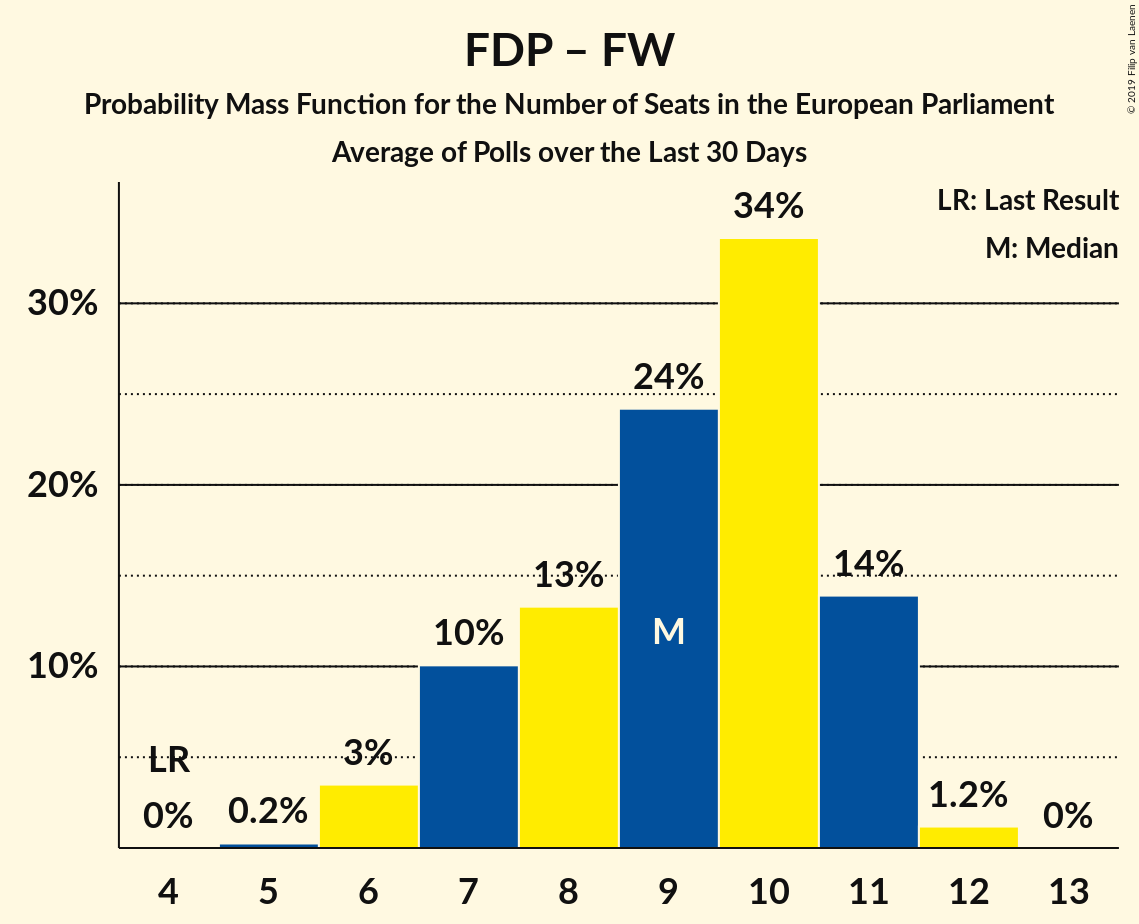 FDP – FW
Probability Mass Function for the Number of Seats in the European Parliament
Average of Polls over the Last 30 Days
© 2019 Filip van Laenen
LR: Last Result
M: Median
34%
30%
24%
20%
14%
13%
M
10%
10%
LR
3%
0%
0.2%
1.2%
0%
4 5 6 7 8 9 10 11 12 13